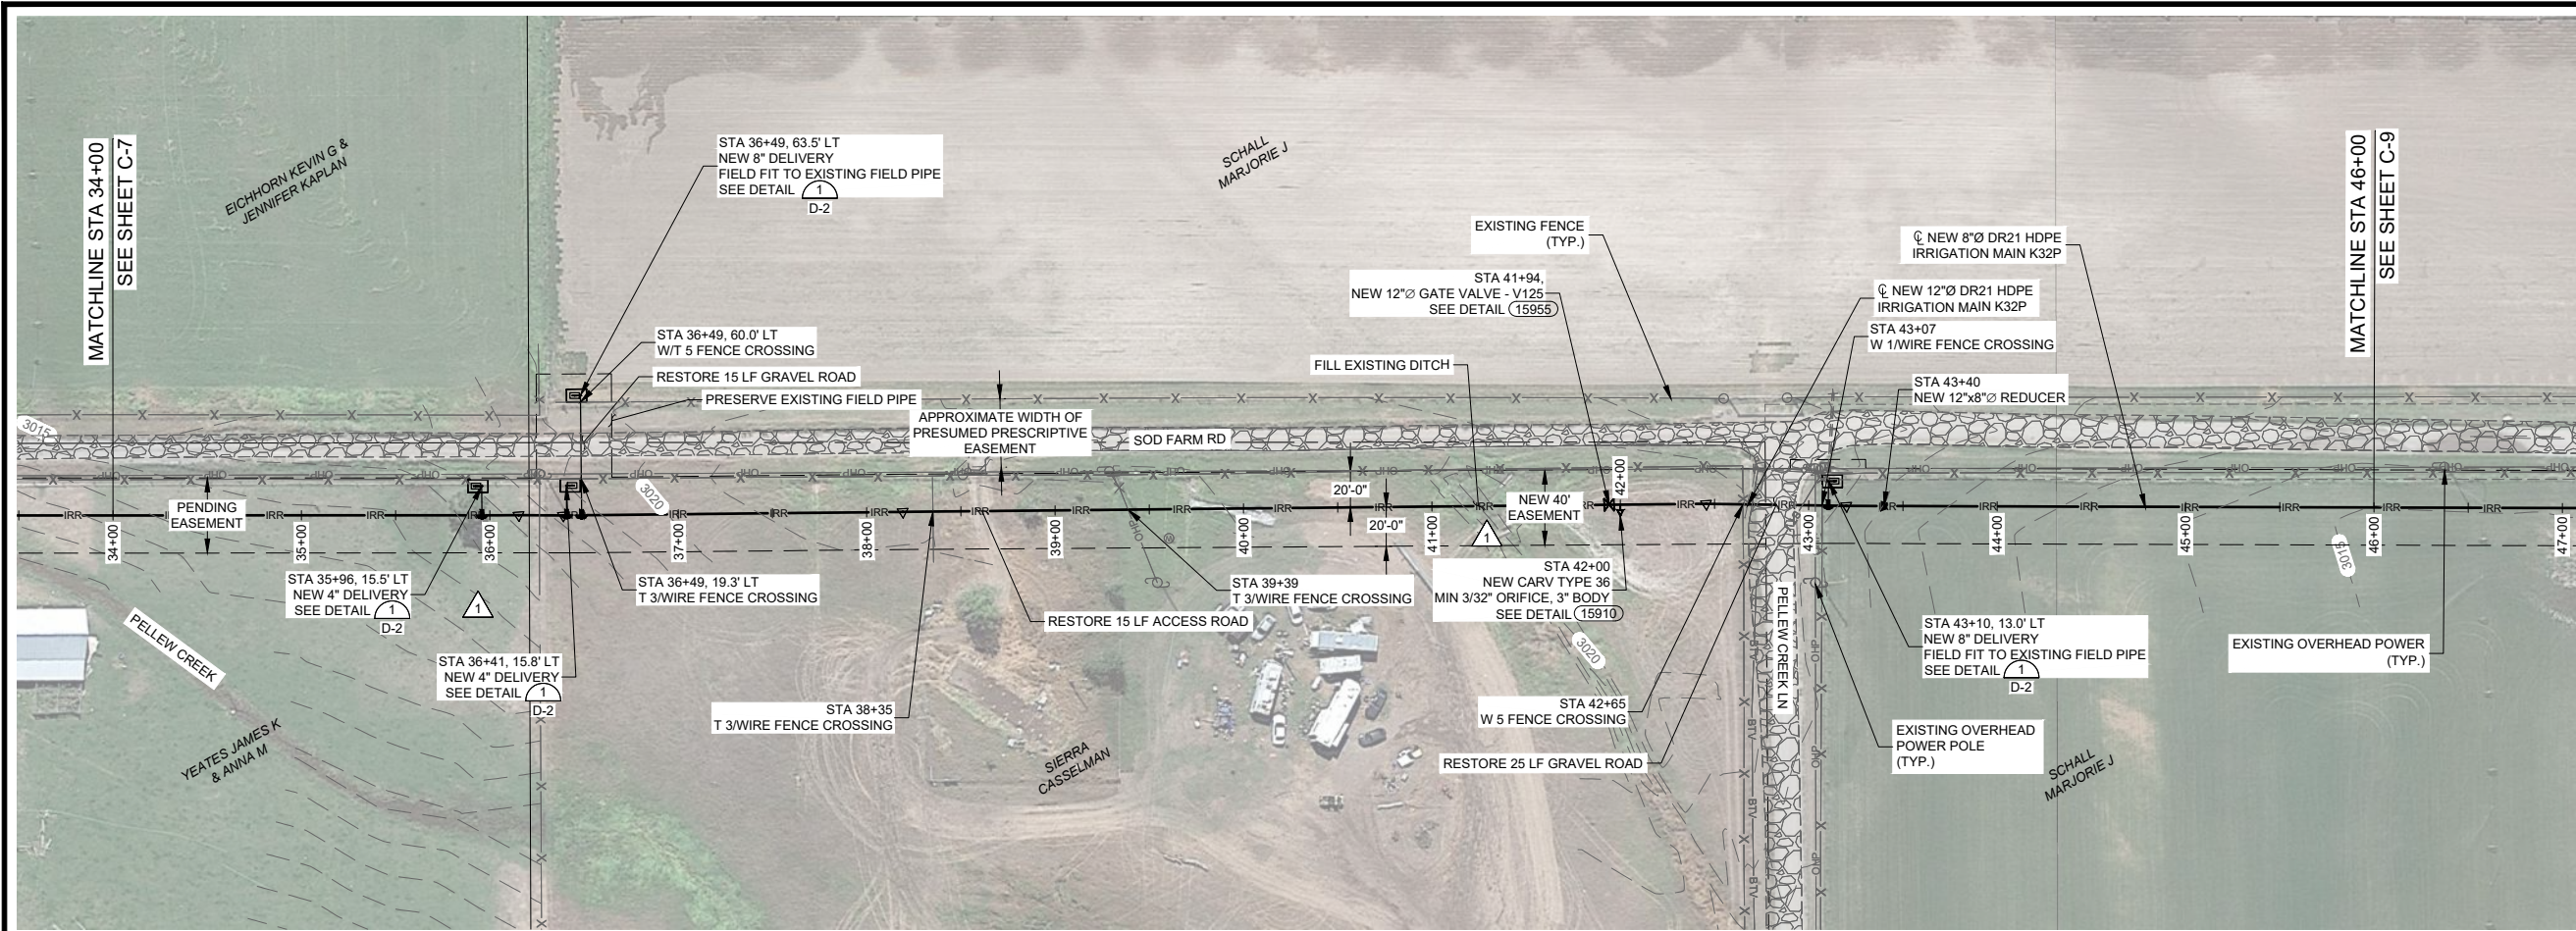 MATCHLINE STA 34+00
SEE SHEET C-7
EICHHORN KEVIN G &
JENNIFER KAPLAN
STA 36+49, 63.5' LT
NEW 8" DELIVERY
FIELD FIT TO EXISTING FIELD PIPE
SEE DETAIL 1
D-2
SCHALL
MARJORIE J
EXISTING FENCE
(TYP.)
STA 41+94,
NEW 12"Ø GATE VALVE - V125
SEE DETAIL 15955
℄ NEW 8"Ø DR21 HDPE
IRRIGATION MAIN K32P
℄ NEW 12"Ø DR21 HDPE
IRRIGATION MAIN K32P
MATCHLINE STA 46+00
SEE SHEET C-9
STA 36+49, 60.0' LT
W/T 5 FENCE CROSSING
RESTORE 15 LF GRAVEL ROAD
PRESERVE EXISTING FIELD PIPE
APPROXIMATE WIDTH OF
PRESUMED PRESCRIPTIVE
EASEMENT
FILL EXISTING DITCH
STA 43+07
W 1/WIRE FENCE CROSSING
STA 43+40
NEW 12"x8"Ø REDUCER
3015
SOD FARM RD
PENDING
EASEMENT
3020
20'-0"
20'-0"
NEW 40'
EASEMENT
1
34+00
35+00
36+00
37+00
38+00
39+00
40+00
41+00
42+00
43+00
44+00
45+00
46+00
47+00
3015
STA 35+96, 15.5' LT
NEW 4" DELIVERY
SEE DETAIL 1
D-2
1
STA 36+49, 19.3' LT
T 3/WIRE FENCE CROSSING
STA 39+39
T 3/WIRE FENCE CROSSING
RESTORE 15 LF ACCESS ROAD
STA 42+00
NEW CARV TYPE 36
MIN 3/32" ORIFICE, 3" BODY
SEE DETAIL 15910
3020
PELLEW CREEK LN
STA 43+10, 13.0' LT
NEW 8" DELIVERY
FIELD FIT TO EXISTING FIELD PIPE
SEE DETAIL 1
D-2
EXISTING OVERHEAD POWER
(TYP.)
PELLEW CREEK
STA 36+41, 15.8' LT
NEW 4" DELIVERY
SEE DETAIL 1
D-2
STA 38+35
T 3/WIRE FENCE CROSSING
STA 42+65
W 5 FENCE CROSSING
RESTORE 25 LF GRAVEL ROAD
EXISTING OVERHEAD
POWER POLE
(TYP.)
YEATES JAMES K
& ANNA M
SIERRA
CASSELMAN
SCHALL
MARJORIE J